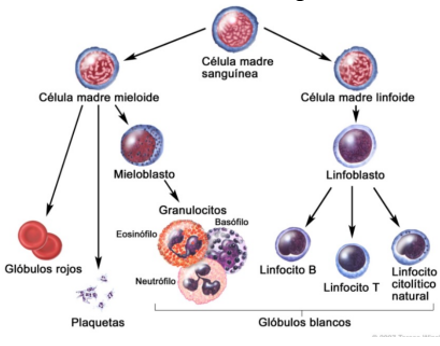 Célula madre
sanguínea
Célula madre mieloide
Célula madre linfoide
Mieloblasto
Linfoblasto
Granulocitos
Basófilo
Eosinófilo
Neutrófilo
Glóbulos rojos
Plaquetas
Linfocito B
Linfocito T
Linfocito
citolítico
natural
Glóbulos blancos